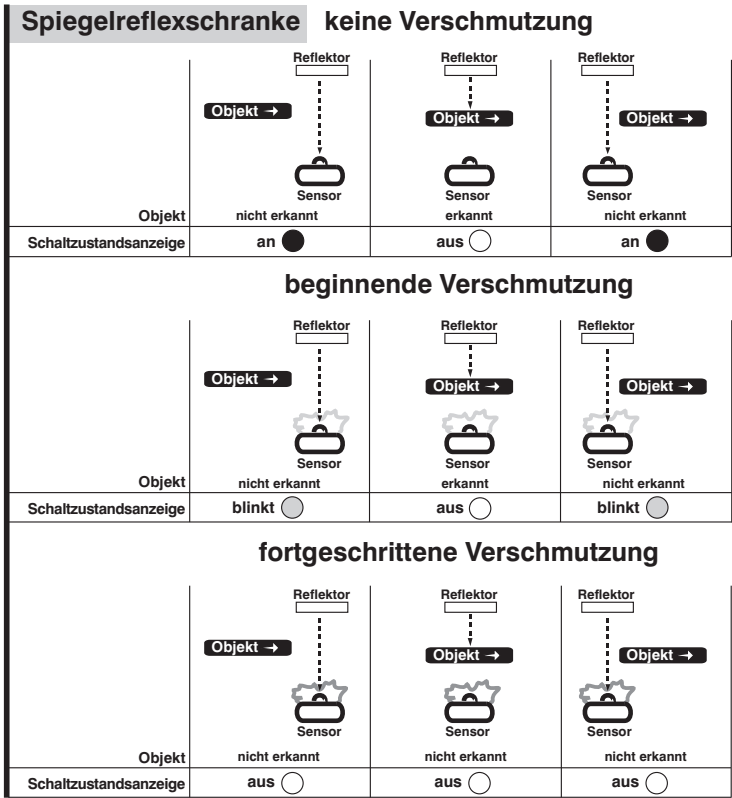 Spiegelreflexschranke keine Verschmutzung
Reflektor Reflektor Reflektor
Objekt → Objekt → Objekt →
Sensor Sensor Sensor
Objekt nicht erkannt erkannt nicht erkannt
Schaltzustandsanzeige an aus an
beginnende Verschmutzung
Reflektor Reflektor Reflektor
Objekt → Objekt → Objekt →
Sensor Sensor Sensor
Objekt nicht erkannt erkannt nicht erkannt
Schaltzustandsanzeige blinkt aus blinkt
fortgeschrittene Verschmutzung
Reflektor Reflektor Reflektor
Objekt → Objekt → Objekt →
Sensor Sensor Sensor
Objekt nicht erkannt nicht erkannt nicht erkannt
Schaltzustandsanzeige aus aus aus